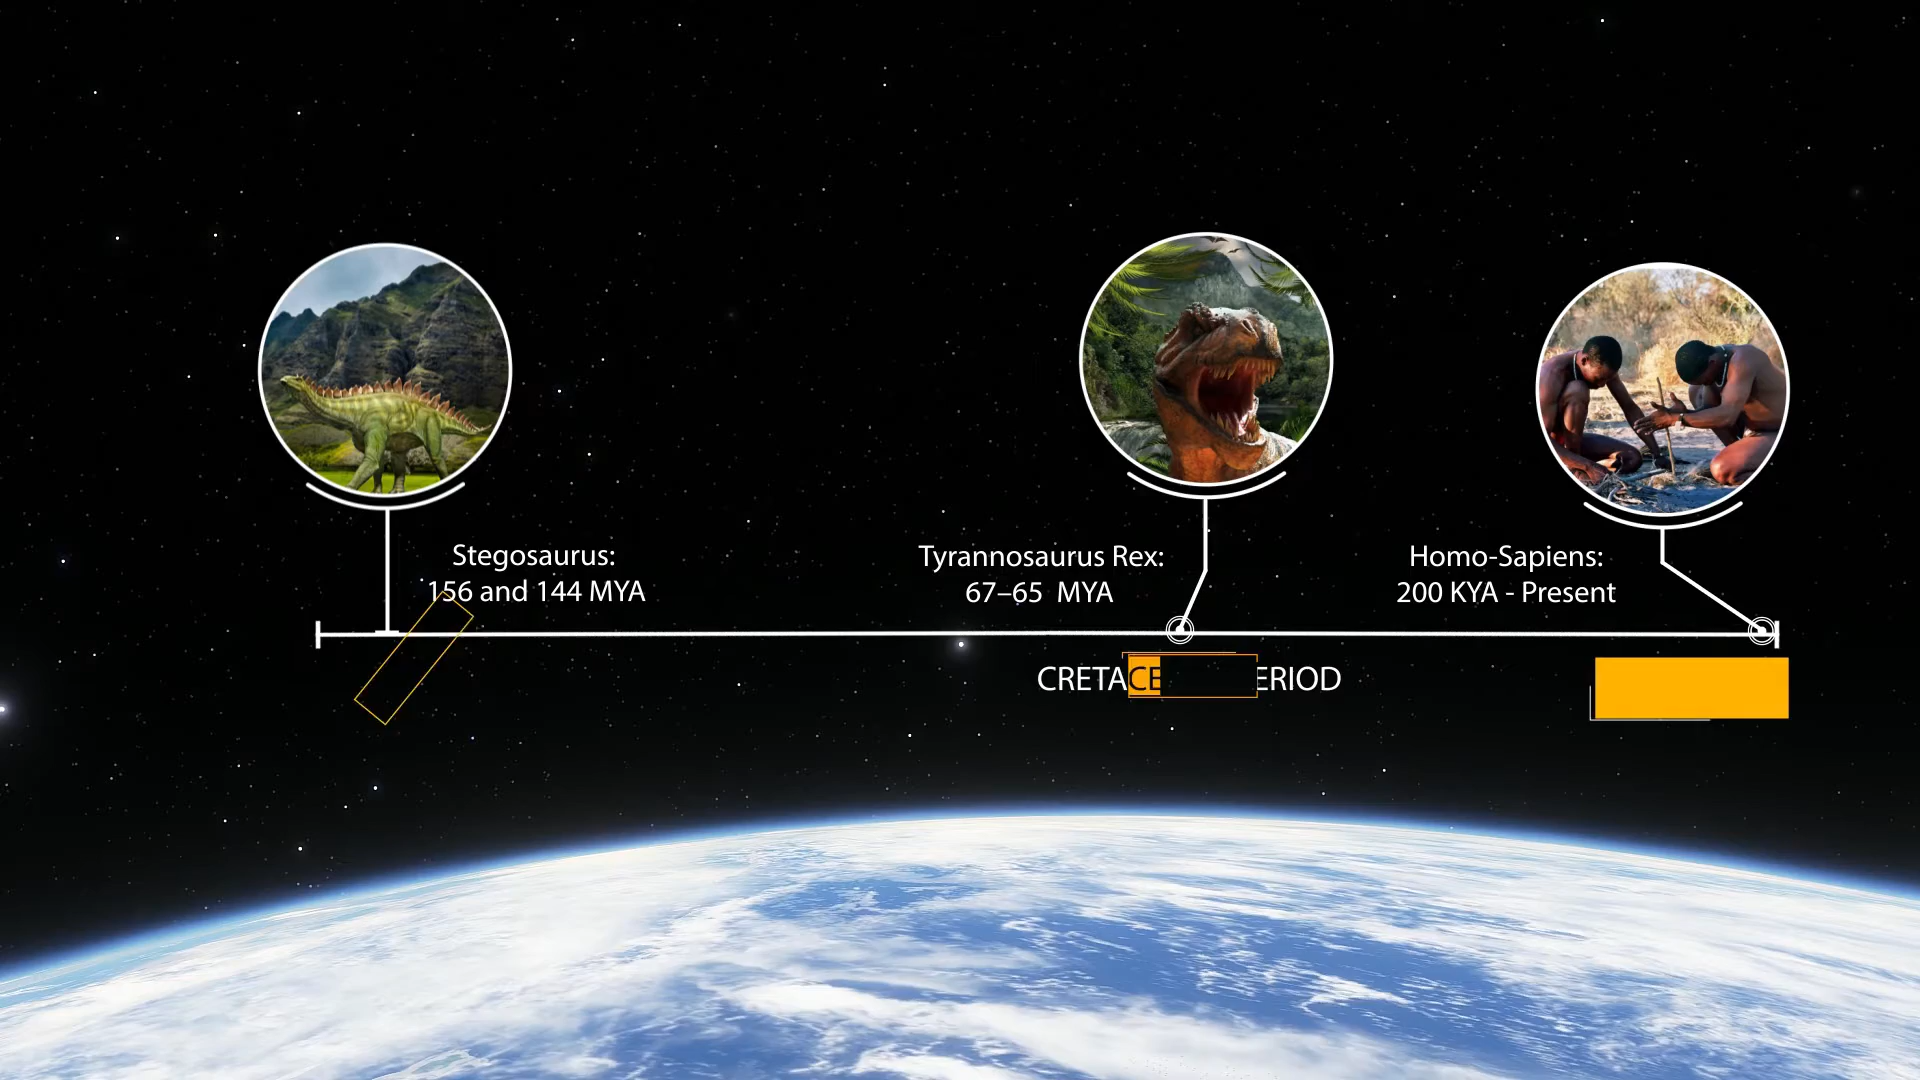 Stegosaurus:
156 and 144 MYA
Tyrannosaurus Rex:
67–65 MYA
Homo-Sapiens:
200 KYA - Present
CRETACE ERIOD